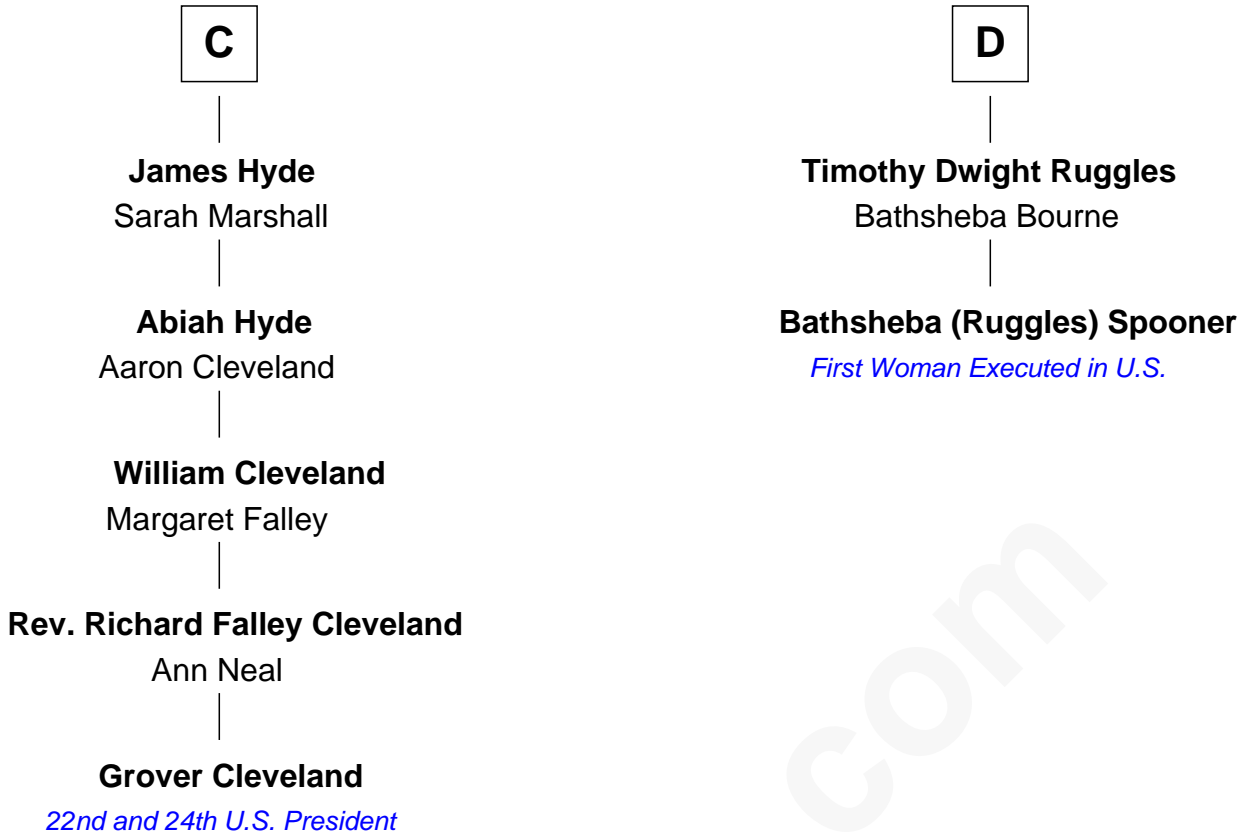 C
James Hyde
Sarah Marshall
Abiah Hyde
Aaron Cleveland
William Cleveland
Margaret Falley
Rev. Richard Falley Cleveland
Ann Neal
Grover Cleveland
22nd and 24th U.S. President
D
Timothy Dwight Ruggles
Bathsheba Bourne
Bathsheba (Ruggles) Spooner
First Woman Executed in U.S.
com